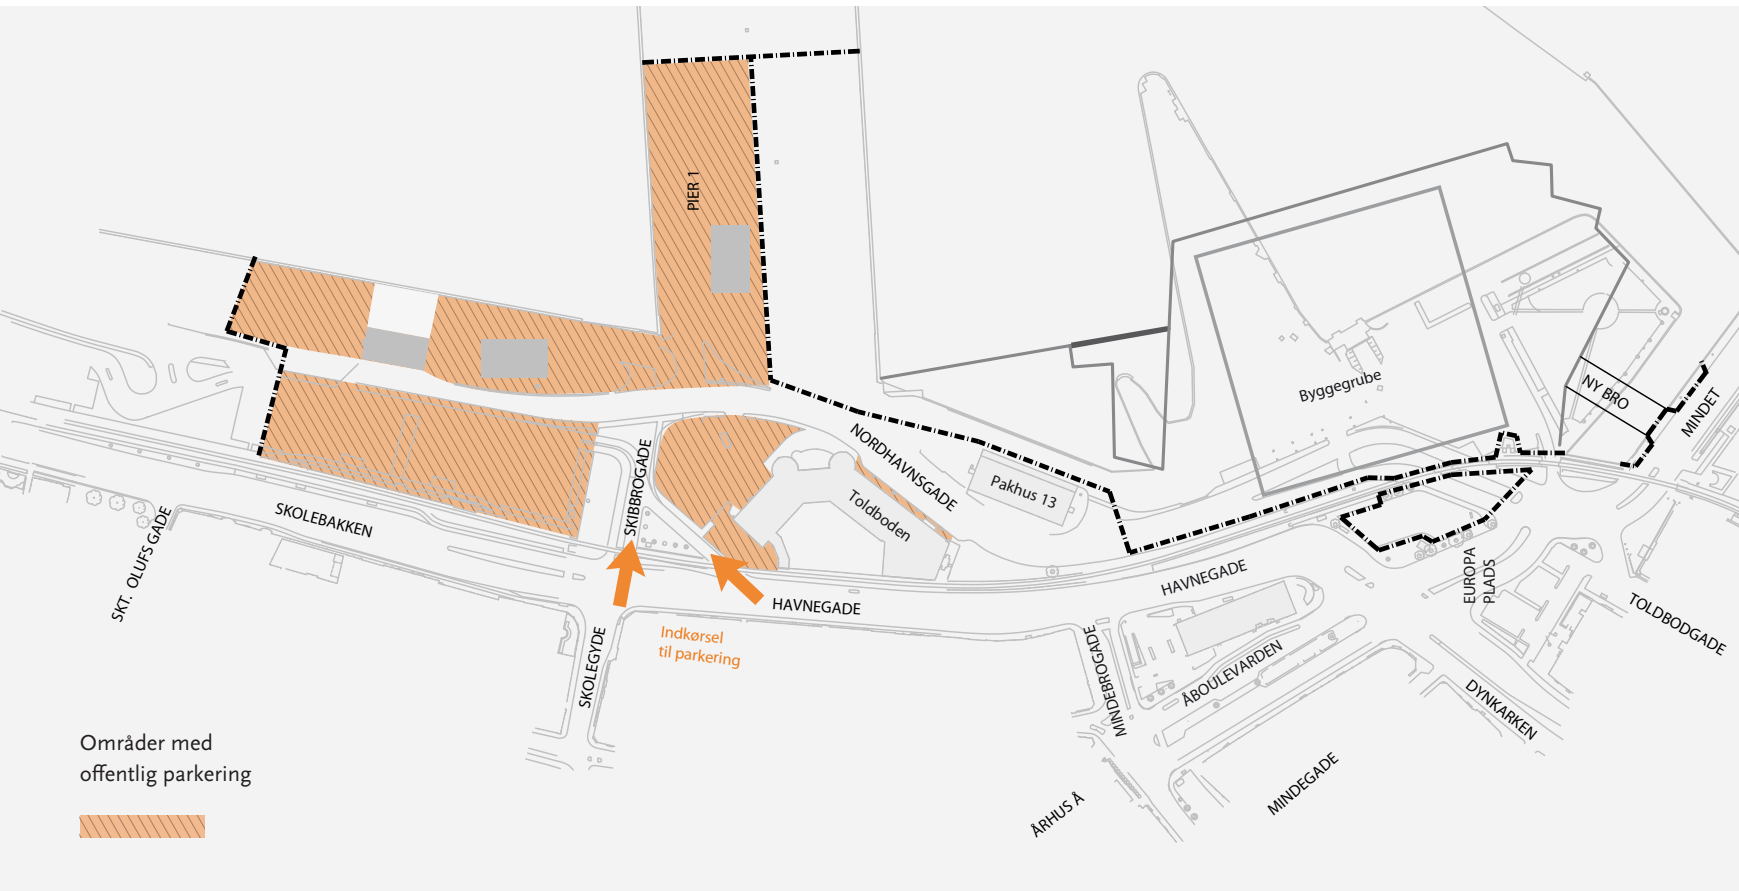 PIER 1
Byggegrube
NY BRO
MINDET
NORDHAVNSGADE
Pakhus 13
Toldboden
SKIBBROGADE
SKOLEBAKKEN
SKT. OLUFS GADE
HAVNEGADE
HAVNEGADE
EUROPA
PLADS
TOLDBODGADE
Indkørsel
til parkering
SKOLEGYDE
MINDEBROGADE
ÅBOULEVARDEN
DYNKARKEN
MINDEGADE
ÅRHUS Å
Områder med
offentlig parkering